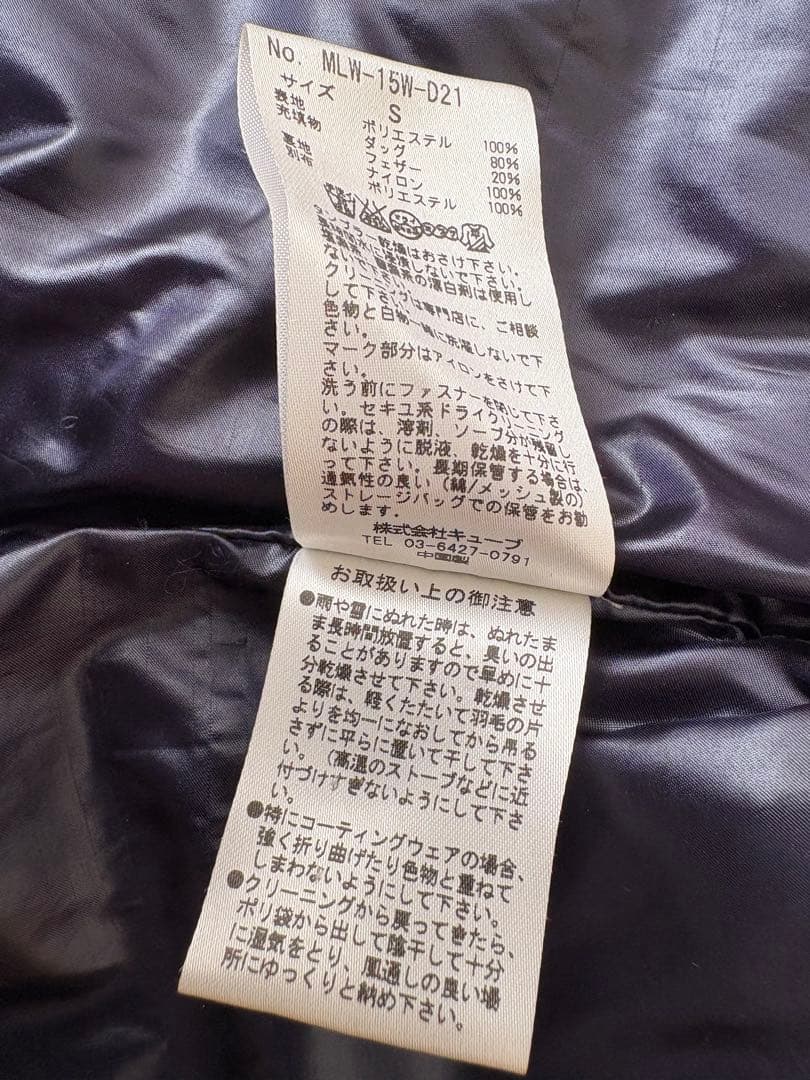 No. MLW-15W-D21
サイズ S
表地 ポリエステル 100%
充填物 ダック 80%
フェザー 20%
裏地 ナイロン 100%
別布 ポリエステル 100%
タンブラー乾燥はおさけ下さい。
ないで下さい。
系の漂白剤は使用し
ないで下さい。
クリーニングは専門店に、ご相談
して下さい。
色物と白物一緒に洗濯しないで下
さい。
マーク部分はアイロンをさけて下
さい。
洗う前にファスナーを閉じて下さ
い。セキユ系ドライクリーニング
の際は、溶剤、ソープ分が残留し
ないように脱液、乾燥を十分に行
って下さい。長期保管する場合は、
通気性の良い(綿/メッシュ製の)
ストレージバッグでの保管をお勧
めします。
株式会社キューブ
TEL 03-6427-0791
中国製
お取扱い上の御注意
●雨や雪にぬれた時は、ぬれたま
ま長時間放置すると、臭いの出
ることがありますので早めに十
分乾燥させて下さい。乾燥させ
る際は、軽くたたいて羽毛の片
よりを均一になおしてから吊る
さずに平らに置いて干して下さ
い。(高温のストーブなどに近
付けすぎないようにして下さ
い。
●特にコーティングウェアの場合、
強く折り曲げたり色物と重ねて
しまわないようにして下さい。
●クリーニングから戻ってきたら、
ポリ袋から出して陰干して十分
に湿気をとり、風通しの良い場
所にゆっくりと納め下さい。